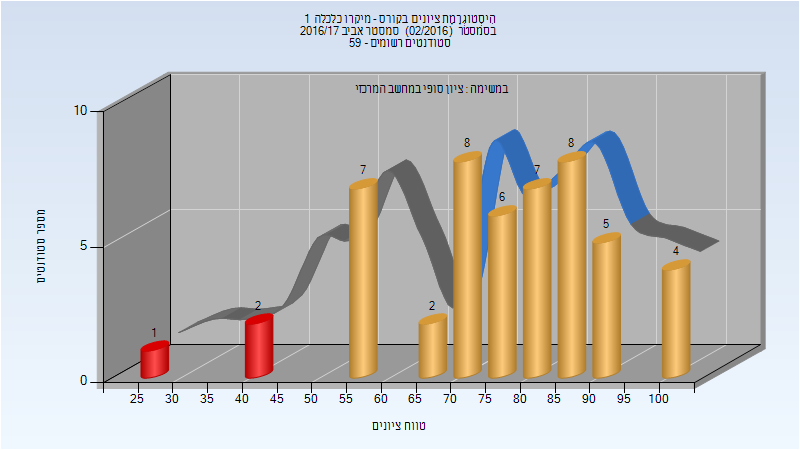 היסטוגרמת ציונים בקורס - מיקרו כלכלה 1
בסמסטר (02/2016) סמסטר אביב 2016/17
סטודנטים רשומים - 59
במשימה : ציון סופי במחשב המרכזי
מספר סטודנטים
10
5
0
1
2
7
2
8
6
7
8
5
4
25 30 35 40 45 50 55 60 65 70 75 80 85 90 95 100
טווח ציונים